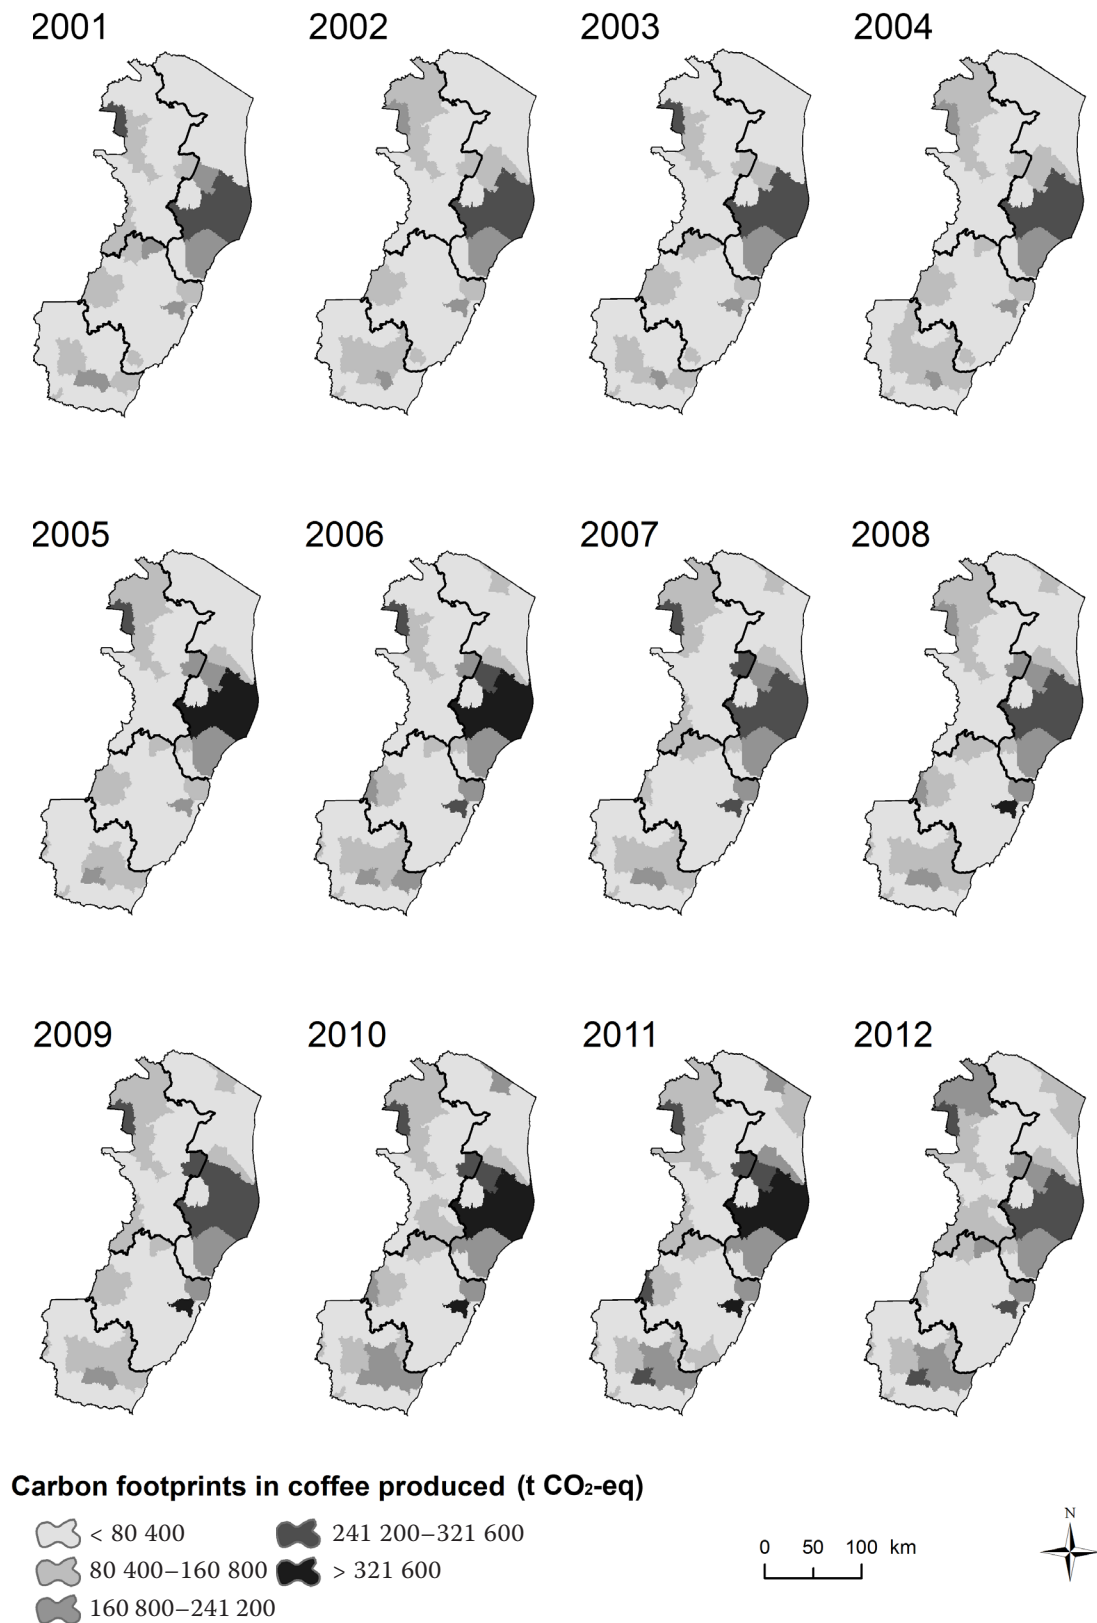 2001 2002 2003 2004
2005 2006 2007 2008
2009 2010 2011 2012
Carbon footprints in coffee produced (t CO₂-eq)
< 80 400 241 200–321 600
80 400–160 800 > 321 600
160 800–241 200
0 50 100 km
N